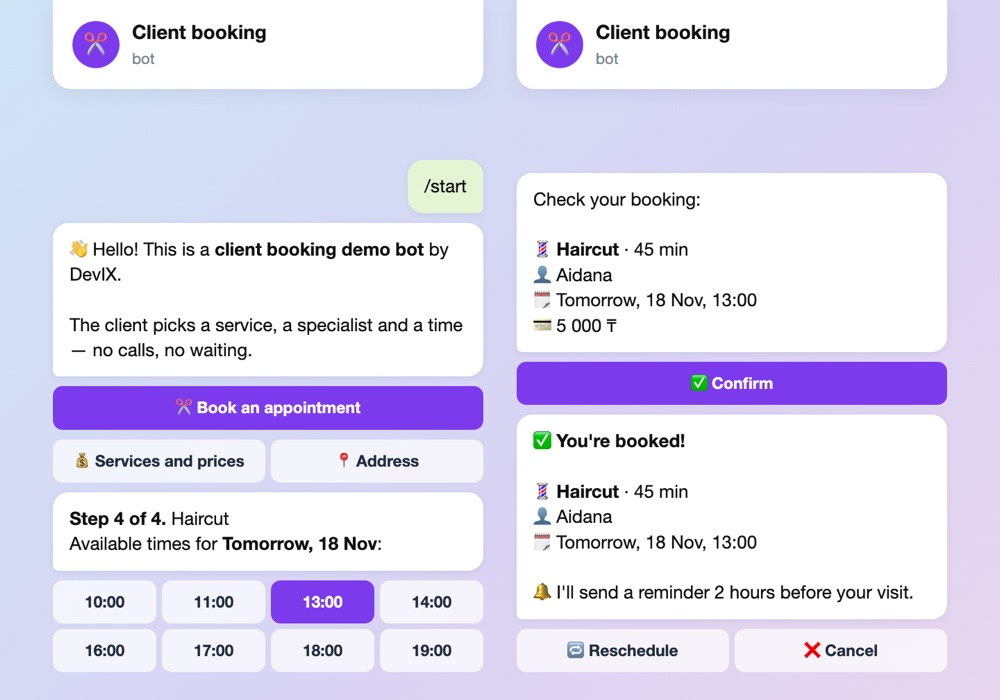 Client booking
bot
/start
👋 Hello! This is a client booking demo bot by
DevIX.
The client picks a service, a specialist and a time
— no calls, no waiting.
✂️ Book an appointment
💰 Services and prices
📍 Address
Step 4 of 4. Haircut
Available times for Tomorrow, 18 Nov:
10:00
11:00
13:00
14:00
16:00
17:00
18:00
19:00
Client booking
bot
Check your booking:
💈 Haircut · 45 min
👤 Aidana
🗓️ Tomorrow, 18 Nov, 13:00
💳 5 000 ₸
✅ Confirm
✅ You're booked!
💈 Haircut · 45 min
👤 Aidana
🗓️ Tomorrow, 18 Nov, 13:00
🔔 I'll send a reminder 2 hours before your visit.
🔁 Reschedule
❌ Cancel